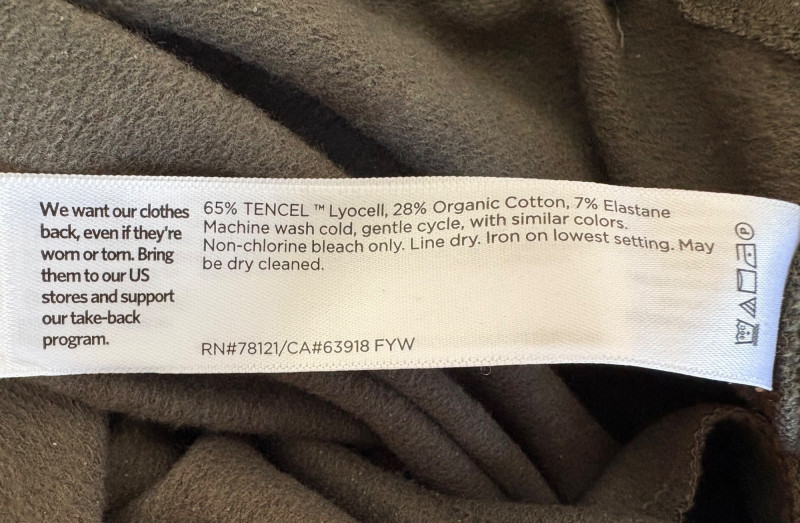 We want our clothes
back, even if they're
worn or torn. Bring
them to our US
stores and support
our take-back
program.
65% TENCEL ™ Lyocell, 28% Organic Cotton, 7% Elastane
Machine wash cold, gentle cycle, with similar colors.
Non-chlorine bleach only. Line dry. Iron on lowest setting. May
be dry cleaned.
RN#78121/CA#63918 FYW
P